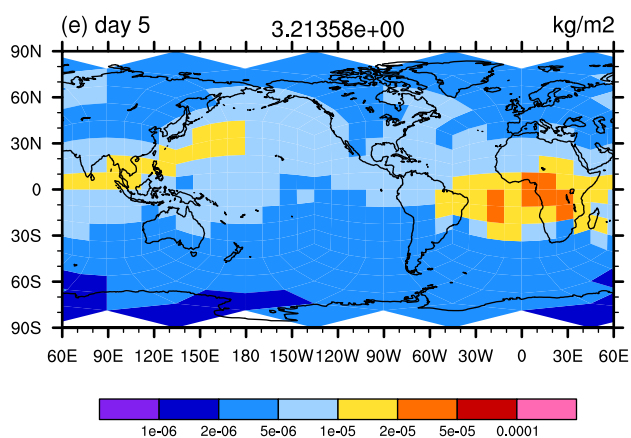 (e) day 5 3.21358e+00 kg/m2
90N
60N
30N
0
30S
60S
90S
60E 90E 120E 150E 180 150W 120W 90W 60W 30W 0 30E 60E
1e-06 2e-06 5e-06 1e-05 2e-05 5e-05 0.0001